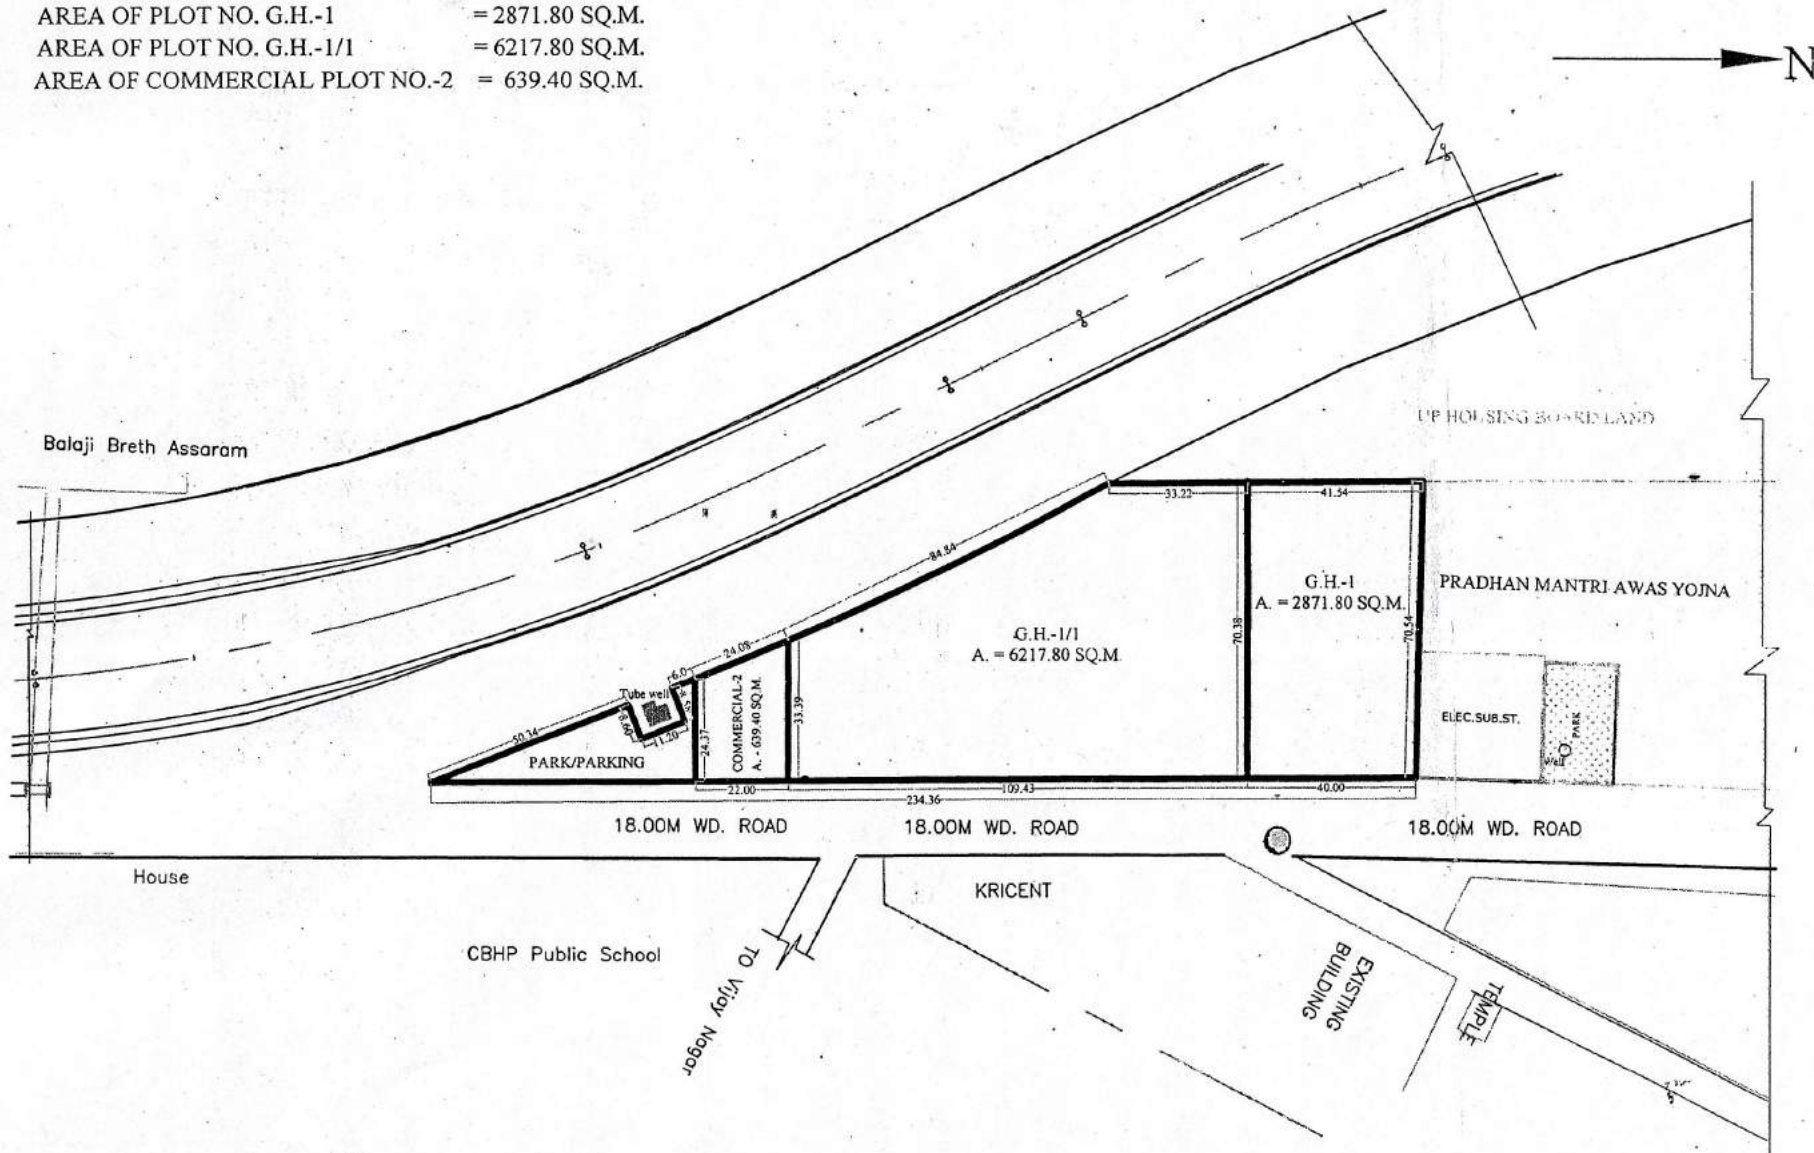 AREA OF PLOT NO. G.H.-1 = 2871.80 SQ.M.
AREA OF PLOT NO. G.H.-1/1 = 6217.80 SQ.M.
AREA OF COMMERCIAL PLOT NO.-2 = 639.40 SQ.M.
N
UP HOUSING BOARD LAND
Balaji Breth Assaram
33.22
41.54
84.84
G.H.-1
A. = 2871.80 SQ.M.
PRADHAN MANTRI AWAS YOJNA
G.H.-1/1
A. = 6217.80 SQ.M.
70.38
70.54
24.08
6.0
Tube well
8.60
11.20
50.34
PARK/PARKING
24.37
COMMERCIAL-2
A. - 639.40 SQ.M.
33.39
ELEC.SUB.ST.
PARK
Well
22.00
109.43
40.00
234.36
18.00M WD. ROAD
18.00M WD. ROAD
18.00M WD. ROAD
House
KRICENT
CBHP Public School
TO Vijay Nagar
EXISTING
BUILDING
TEMPLE